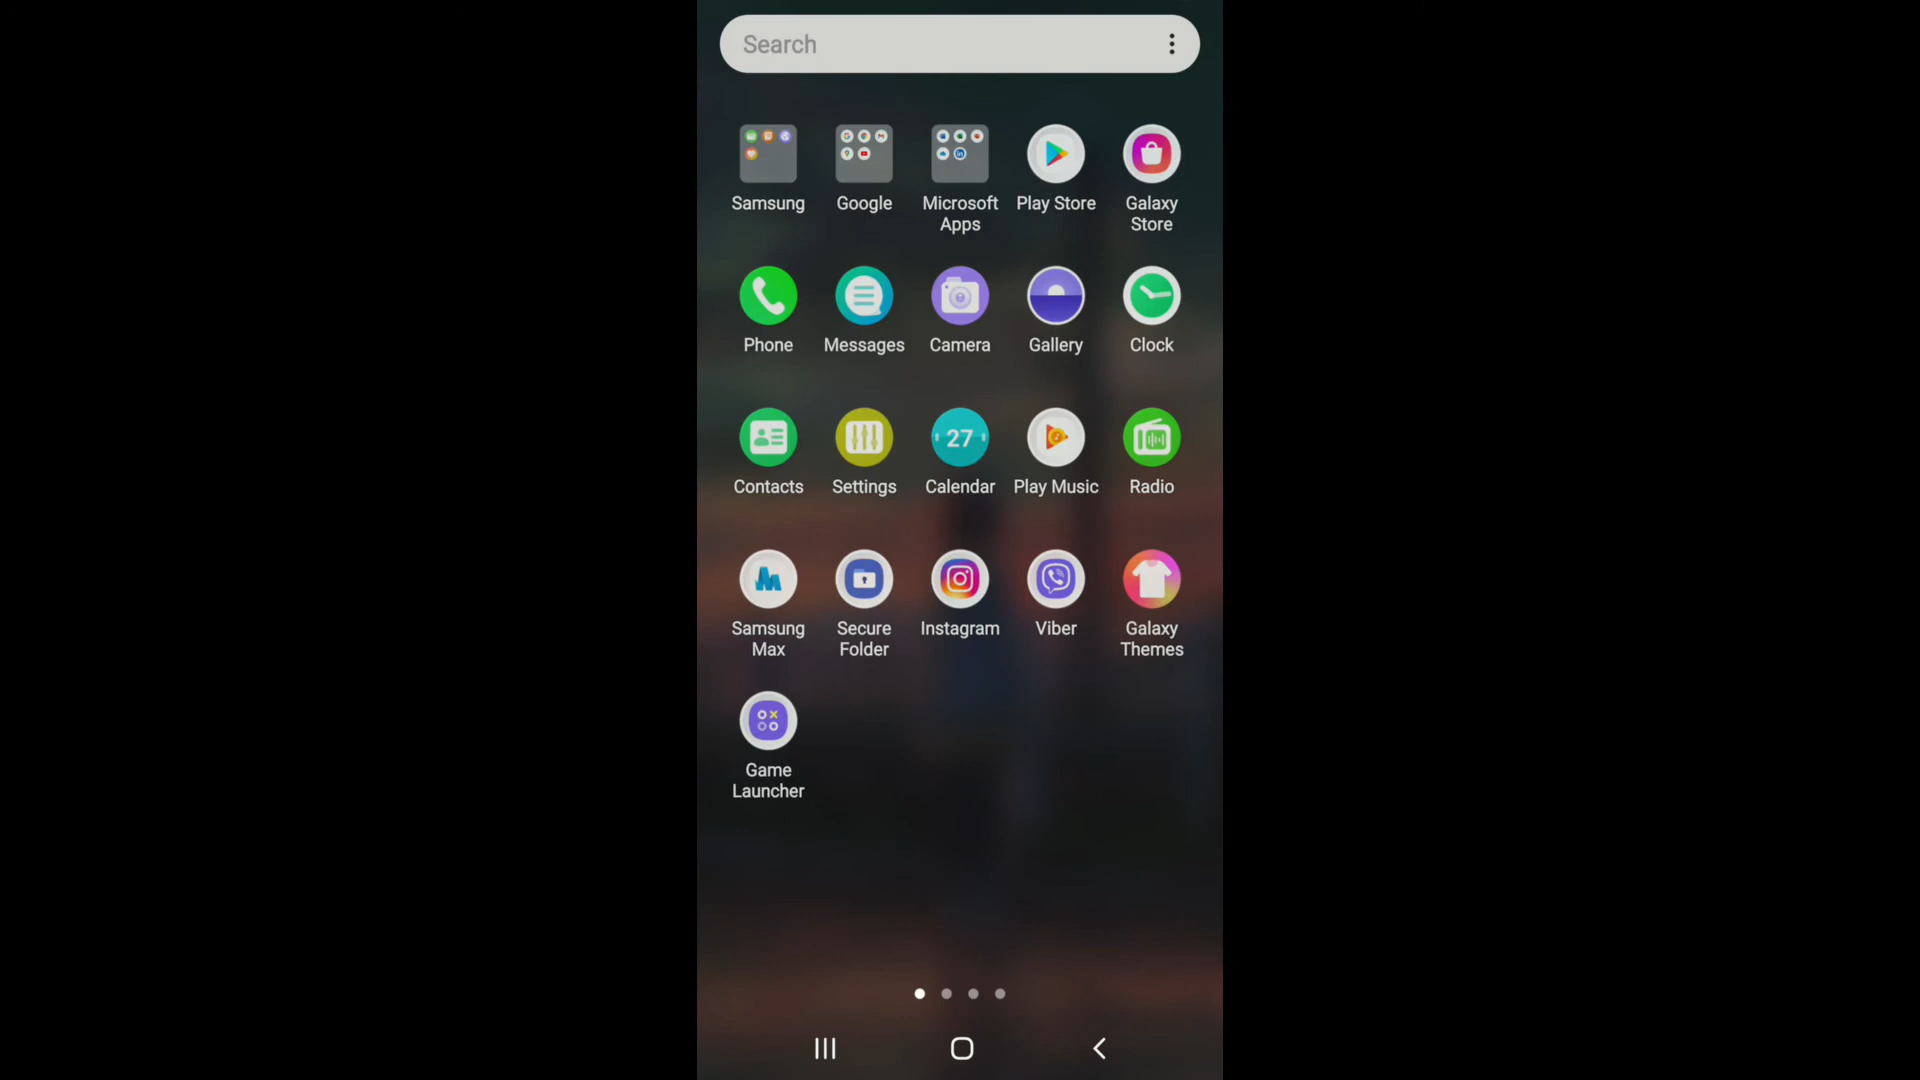 Search
Samsung
Google
Microsoft
Apps
Play Store
Galaxy
Store
Phone
Messages
Camera
Gallery
Clock
Contacts
Settings
27
Calendar
Play Music
Radio
Samsung
Max
Secure
Folder
Instagram
Viber
Galaxy
Themes
Game
Launcher